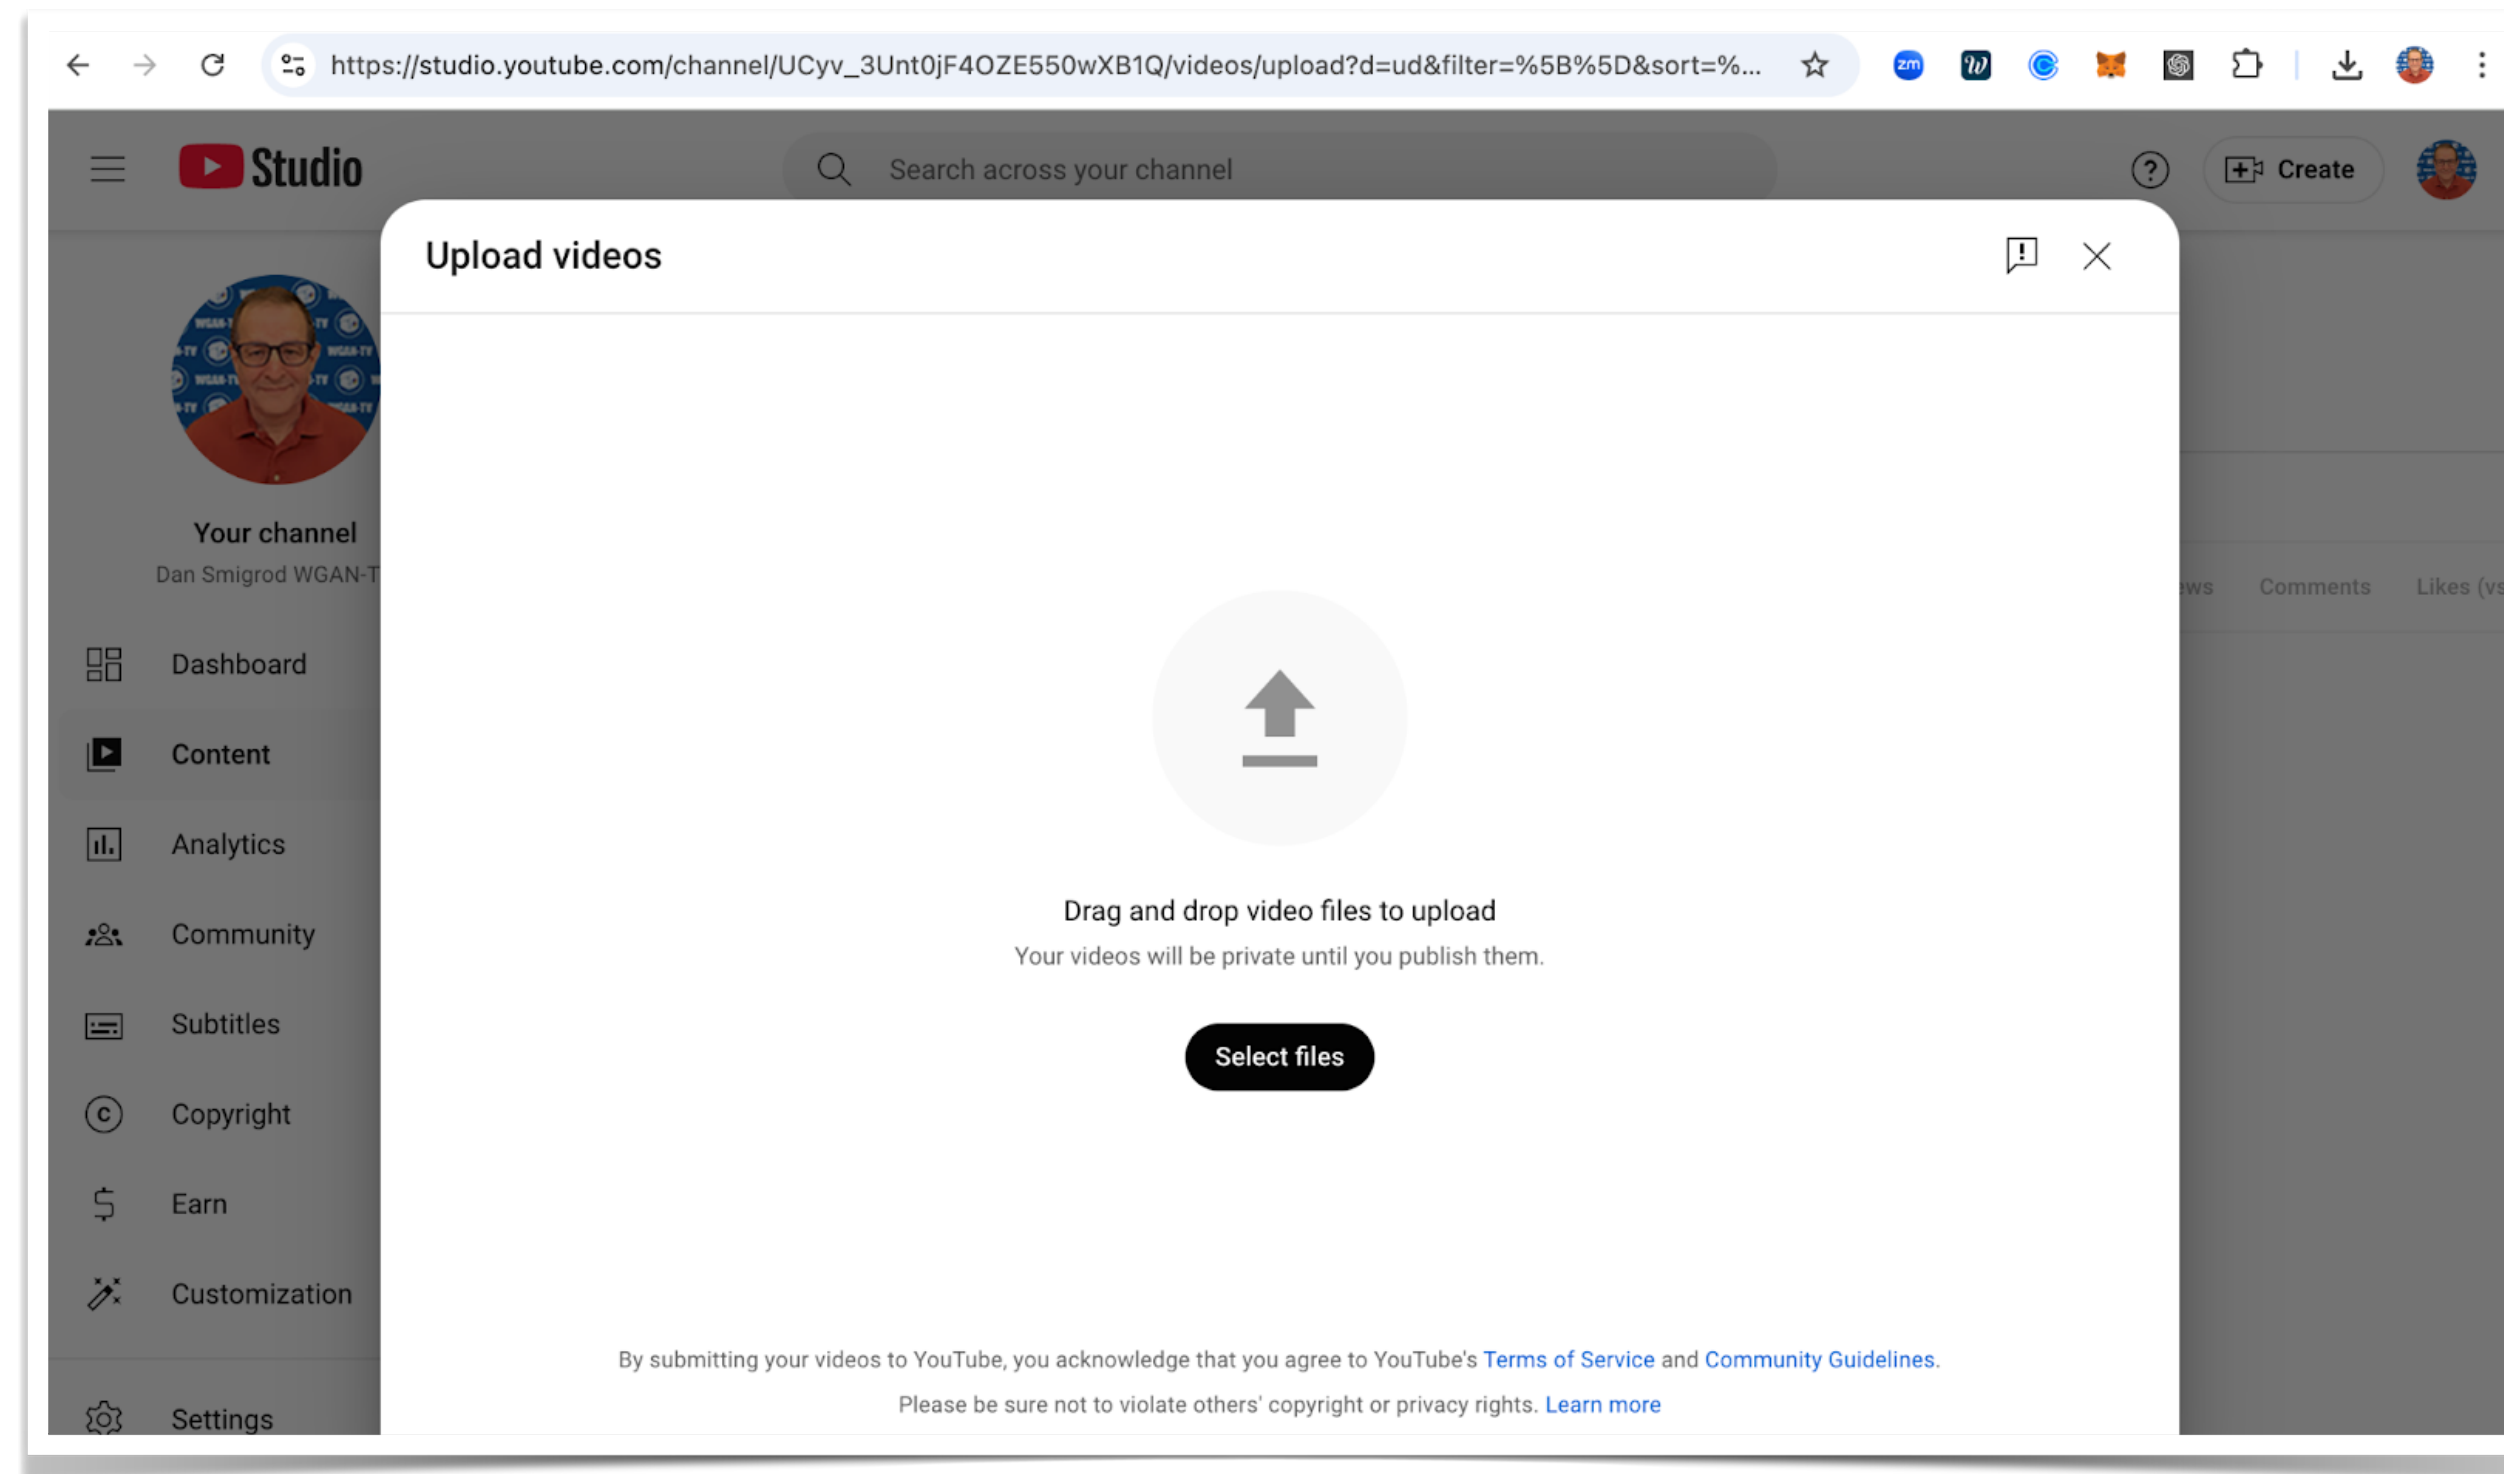 https://studio.youtube.com/channel/UCyv_3Unt0jF4OZE550wXB1Q/videos/upload?d=ud&filter=%5B%5D&sort=%...
zm
Studio
Search across your channel
Create
Upload videos
Your channel
Dan Smigrod WGAN-T
ews Comments Likes (vs
Dashboard
Content
Analytics
Community
Subtitles
Copyright
Earn
Customization
Settings
Drag and drop video files to upload
Your videos will be private until you publish them.
Select files
By submitting your videos to YouTube, you acknowledge that you agree to YouTube's Terms of Service and Community Guidelines.
Please be sure not to violate others' copyright or privacy rights. Learn more